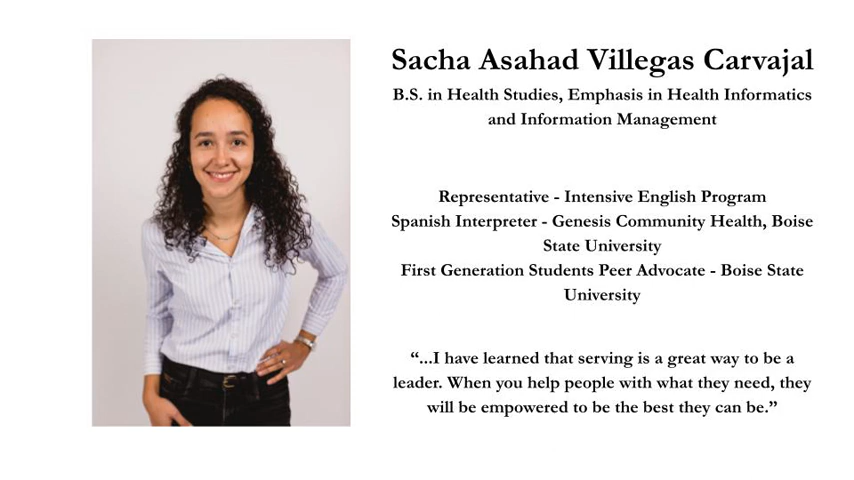 Sacha Asahad Villegas Carvajal
B.S. in Health Studies, Emphasis in Health Informatics
and Information Management
Representative - Intensive English Program
Spanish Interpreter - Genesis Community Health, Boise
State University
First Generation Students Peer Advocate - Boise State
University
“...I have learned that serving is a great way to be a
leader. When you help people with what they need, they
will be empowered to be the best they can be.”